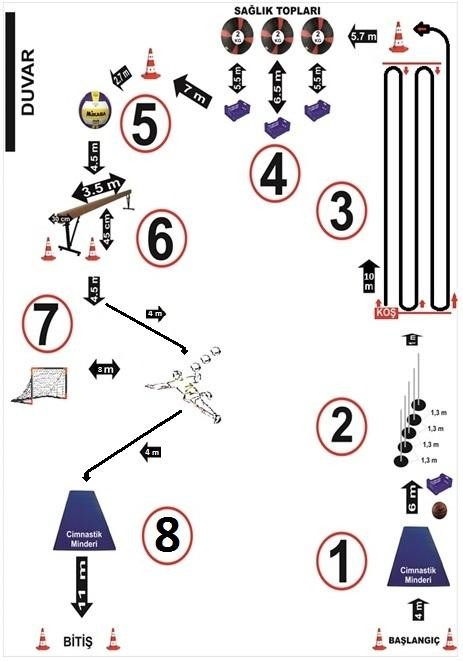 SAĞLIK TOPLARI
DUVAR
2 KG
2 KG
2 KG
5.7 m
2.7 m
7 m
5.5 m
6.5 m
5.5 m
MIKASA
5
4
3
4.5 m
3.5 m
30 cm
45 cm
6
10 m
4.5 m
4 m
KOŞ
7
3 m
1 m
2
1,3 m
1,3 m
1,3 m
1,3 m
4 m
6 m
8
1
Cimnastik
Minderi
Cimnastik
Minderi
11 m
4 m
BİTİŞ
BAŞLANGIÇ